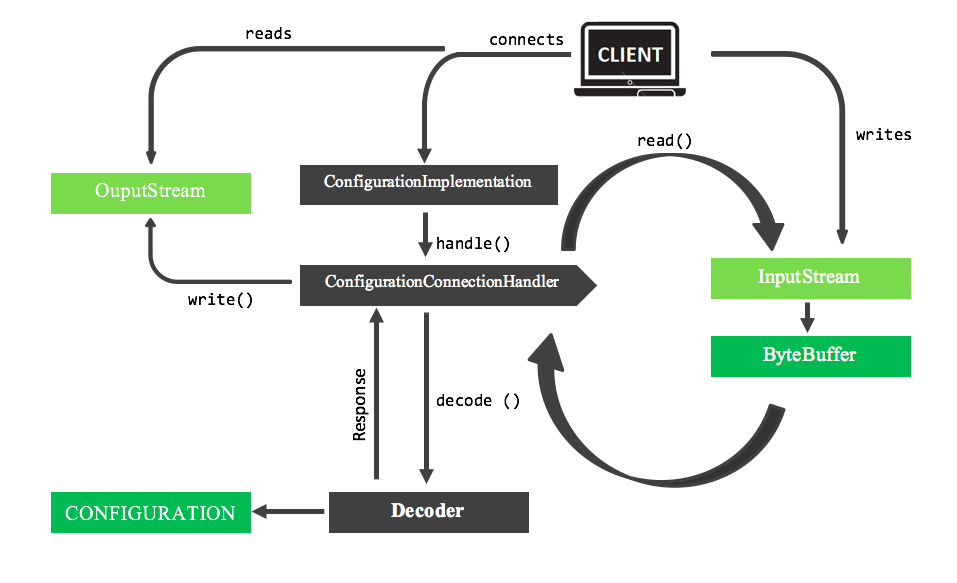 reads
connects
CLIENT
writes
read()
OuputStream
ConfigurationImplementation
handle()
ConfigurationConnectionHandler
InputStream
write()
ByteBuffer
Response
decode ()
CONFIGURATION
Decoder